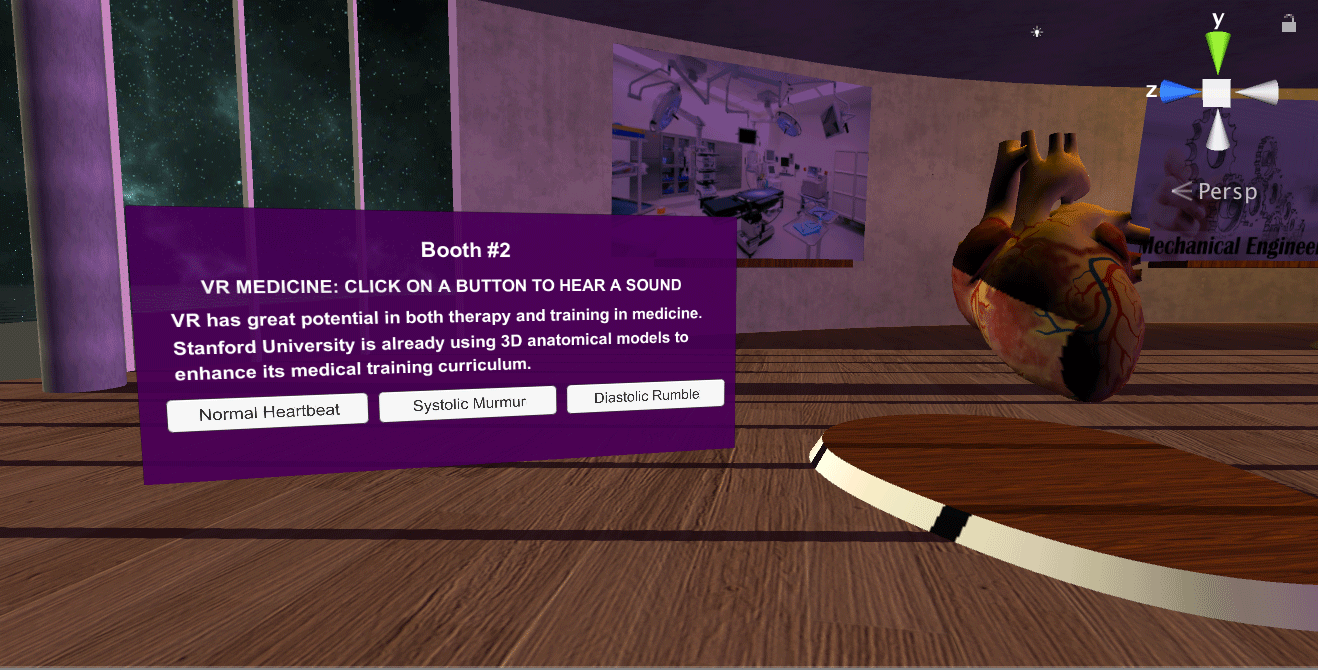 Booth #2
VR MEDICINE: CLICK ON A BUTTON TO HEAR A SOUND
VR has great potential in both therapy and training in medicine.
Stanford University is already using 3D anatomical models to
enhance its medical training curriculum.
Normal Heartbeat Systolic Murmur Diastolic Rumble
y
z
< Persp
Mechanical Engineer